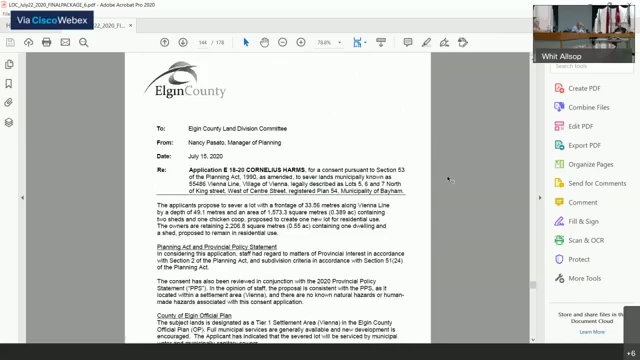 LOC_July22_2020_FINALPACKAGE_6.pdf - Adobe Acrobat Pro 2020
Via Cisco Webex
144 / 178
78.8%
Whit Allsop
Search tools
ElginCounty
To: Elgin County Land Division Committee
From: Nancy Pasato, Manager of Planning
Date: July 15, 2020
Re: Application E 18-20 CORNELIUS HARMS, for a consent pursuant to Section 53
of the Planning Act, 1990, as amended, to sever lands municipally known as
55486 Vienna Line, Village of Vienna, legally described as Lots 5, 6 and 7 North
of King street, West of Centre Street, registered Plan 54, Municipality of Bayham.
The applicants propose to sever a lot with a frontage of 33.56 metres along Vienna Line
by a depth of 49.1 metres and an area of 1,573.3 square metres (0.389 ac) containing
two sheds and one chicken coop, proposed to create one new lot for residential use.
The owners are retaining 2,206.8 square metres (0.55 ac) containing one dwelling and
a shed, proposed to remain in residential use.
Planning Act and Provincial Policy Statement
In considering this application, staff had regard to matters of Provincial Interest in accordance
with Section 2 of the Planning Act, and subdivision criteria in accordance with Section 51(24)
of the Planning Act.
The consent has also been reviewed in conjunction with the 2020 Provincial Policy
Statement ("PPS"). In the opinion of staff, the proposal is consistent with the PPS, as it
located within a settlement area (Vienna), and there are no known natural hazards or human-
made hazards associated with this consent application.
County of Elgin Official Plan
The subject lands is designated as a Tier 1 Settlement Area (Vienna) in the Elgin County
Official Plan (OP). Full municipal services are generally available and new development is
encouraged. The Applicant has indicated that the severed lot will be serviced by municipal
Create PDF
Combine Files
Edit PDF
Export PDF
Organize Pages
Send for Comments
Comment
Fill & Sign
Scan & OCR
Protect
More Tools
Store and share files in the
Document Cloud
Learn More
+6